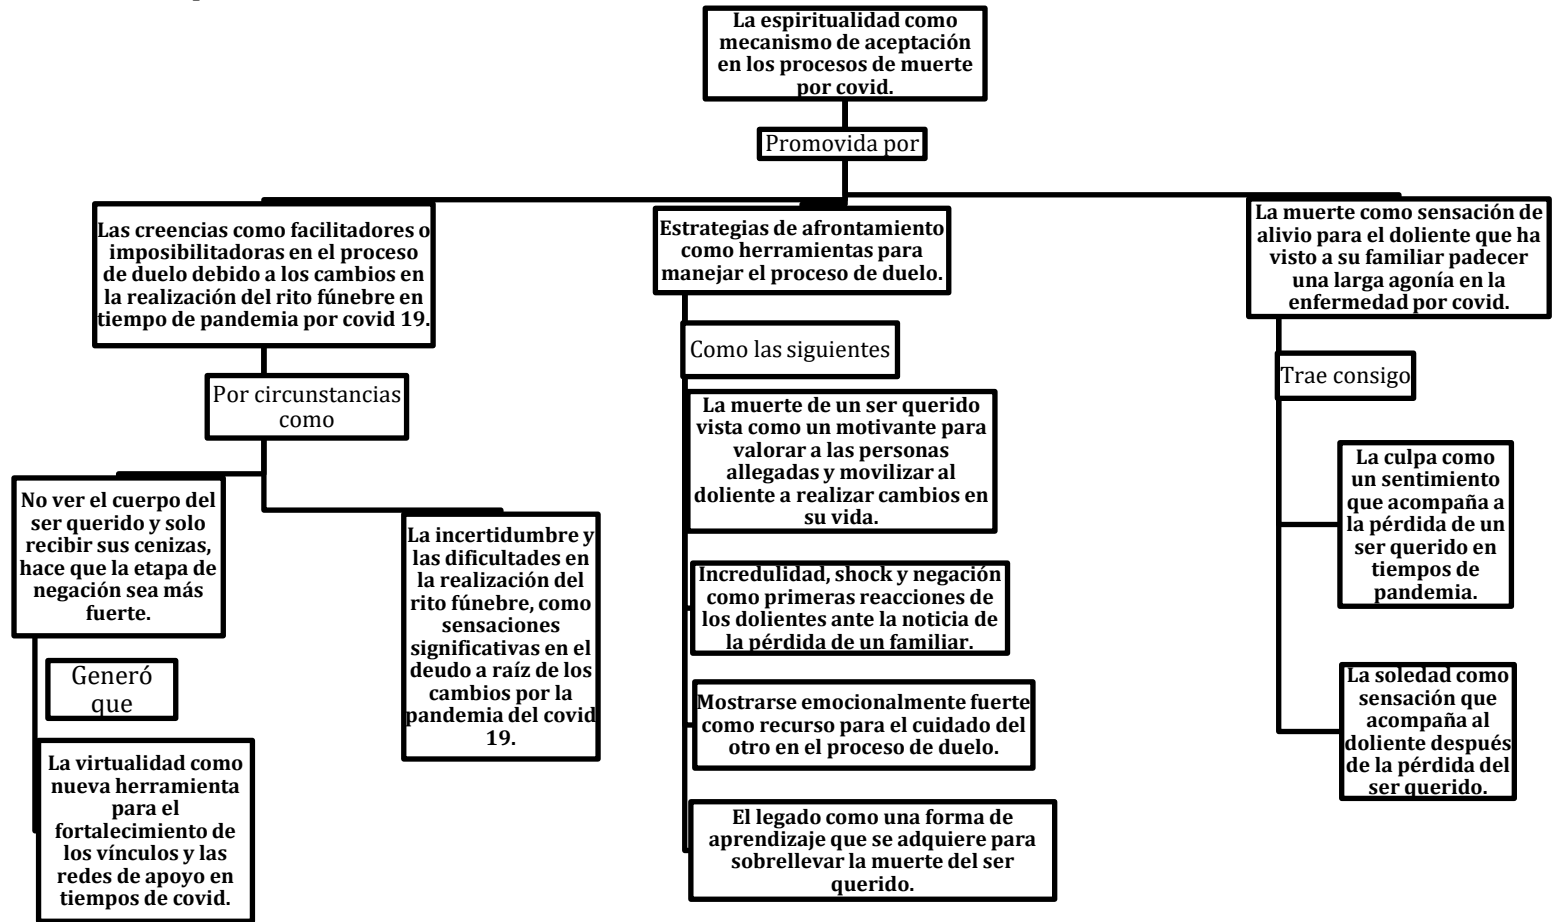 La espiritualidad como
mecanismo de aceptación
en los procesos de muerte
por covid.
Promovida por
Las creencias como facilitadores o
imposibilitadoras en el proceso
de duelo debido a los cambios en
la realización del rito fúnebre en
tiempo de pandemia por covid 19.
Por circunstancias
como
No ver el cuerpo del
ser querido y solo
recibir sus cenizas,
hace que la etapa de
negación sea más
fuerte.
Generó
que
La virtualidad como
nueva herramienta
para el
fortalecimiento de
los vínculos y las
redes de apoyo en
tiempos de covid.
La incertidumbre y
las dificultades en
la realización del
rito fúnebre, como
sensaciones
significativas en el
deudo a raíz de los
cambios por la
pandemia del covid
19.
Estrategias de afrontamiento
como herramientas para
manejar el proceso de duelo.
Como las siguientes
La muerte de un ser querido
vista como un motivante para
valorar a las personas
allegadas y movilizar al
doliente a realizar cambios en
su vida.
Incredulidad, shock y negación
como primeras reacciones de
los dolientes ante la noticia de
la pérdida de un familiar.
Mostrarse emocionalmente fuerte
como recurso para el cuidado del
otro en el proceso de duelo.
El legado como una forma de
aprendizaje que se adquiere para
sobrellevar la muerte del ser
querido.
La muerte como sensación de
alivio para el doliente que ha
visto a su familiar padecer
una larga agonía en la
enfermedad por covid.
Trae consigo
La culpa como
un sentimiento
que acompaña a
la pérdida de un
ser querido en
tiempos de
pandemia.
La soledad como
sensación que
acompaña al
doliente después
de la pérdida del
ser querido.